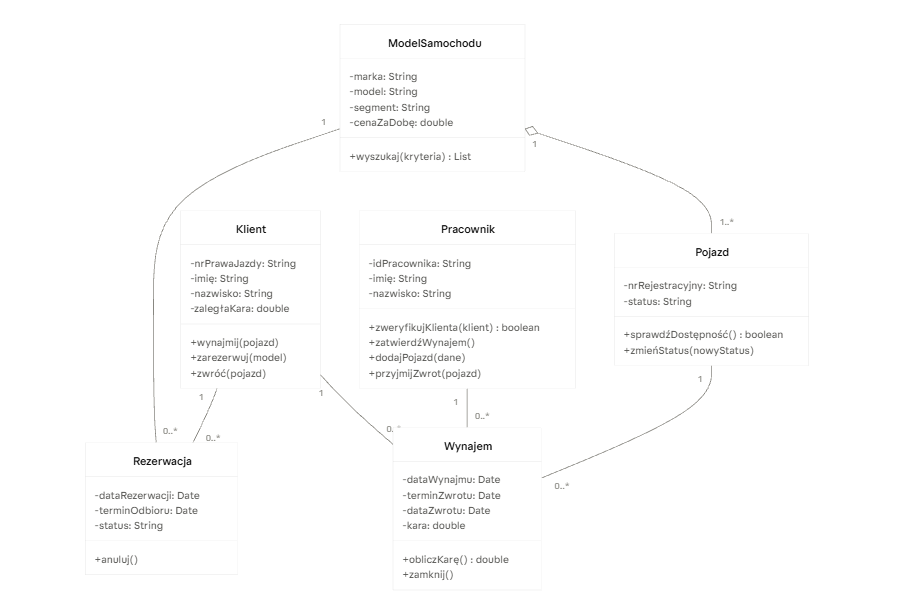 ModelSamochodu
-marka: String
-model: String
-segment: String
-cenaZaDobę: double
+wyszukaj(kryteria) : List
1
1
1..*
Klient
-nrPrawaJazdy: String
-imię: String
-nazwisko: String
-zaległaKara: double
+wynajmij(pojazd)
+zarezerwuj(model)
+zwróć(pojazd)
Pracownik
-idPracownika: String
-imię: String
-nazwisko: String
+zweryfikujKlienta(klient) : boolean
+zatwierdźWynajem()
+dodajPojazd(dane)
+przyjmijZwrot(pojazd)
Pojazd
-nrRejestracyjny: String
-status: String
+sprawdźDostępność() : boolean
+zmieńStatus(nowyStatus)
1
1
1
1
0..*
0..*
0..
0..*
0..*
Rezerwacja
-dataRezerwacji: Date
-terminOdbioru: Date
-status: String
+anuluj()
Wynajem
-dataWynajmu: Date
-terminZwrotu: Date
-dataZwrotu: Date
-kara: double
+obliczKarę() : double
+zamknij()